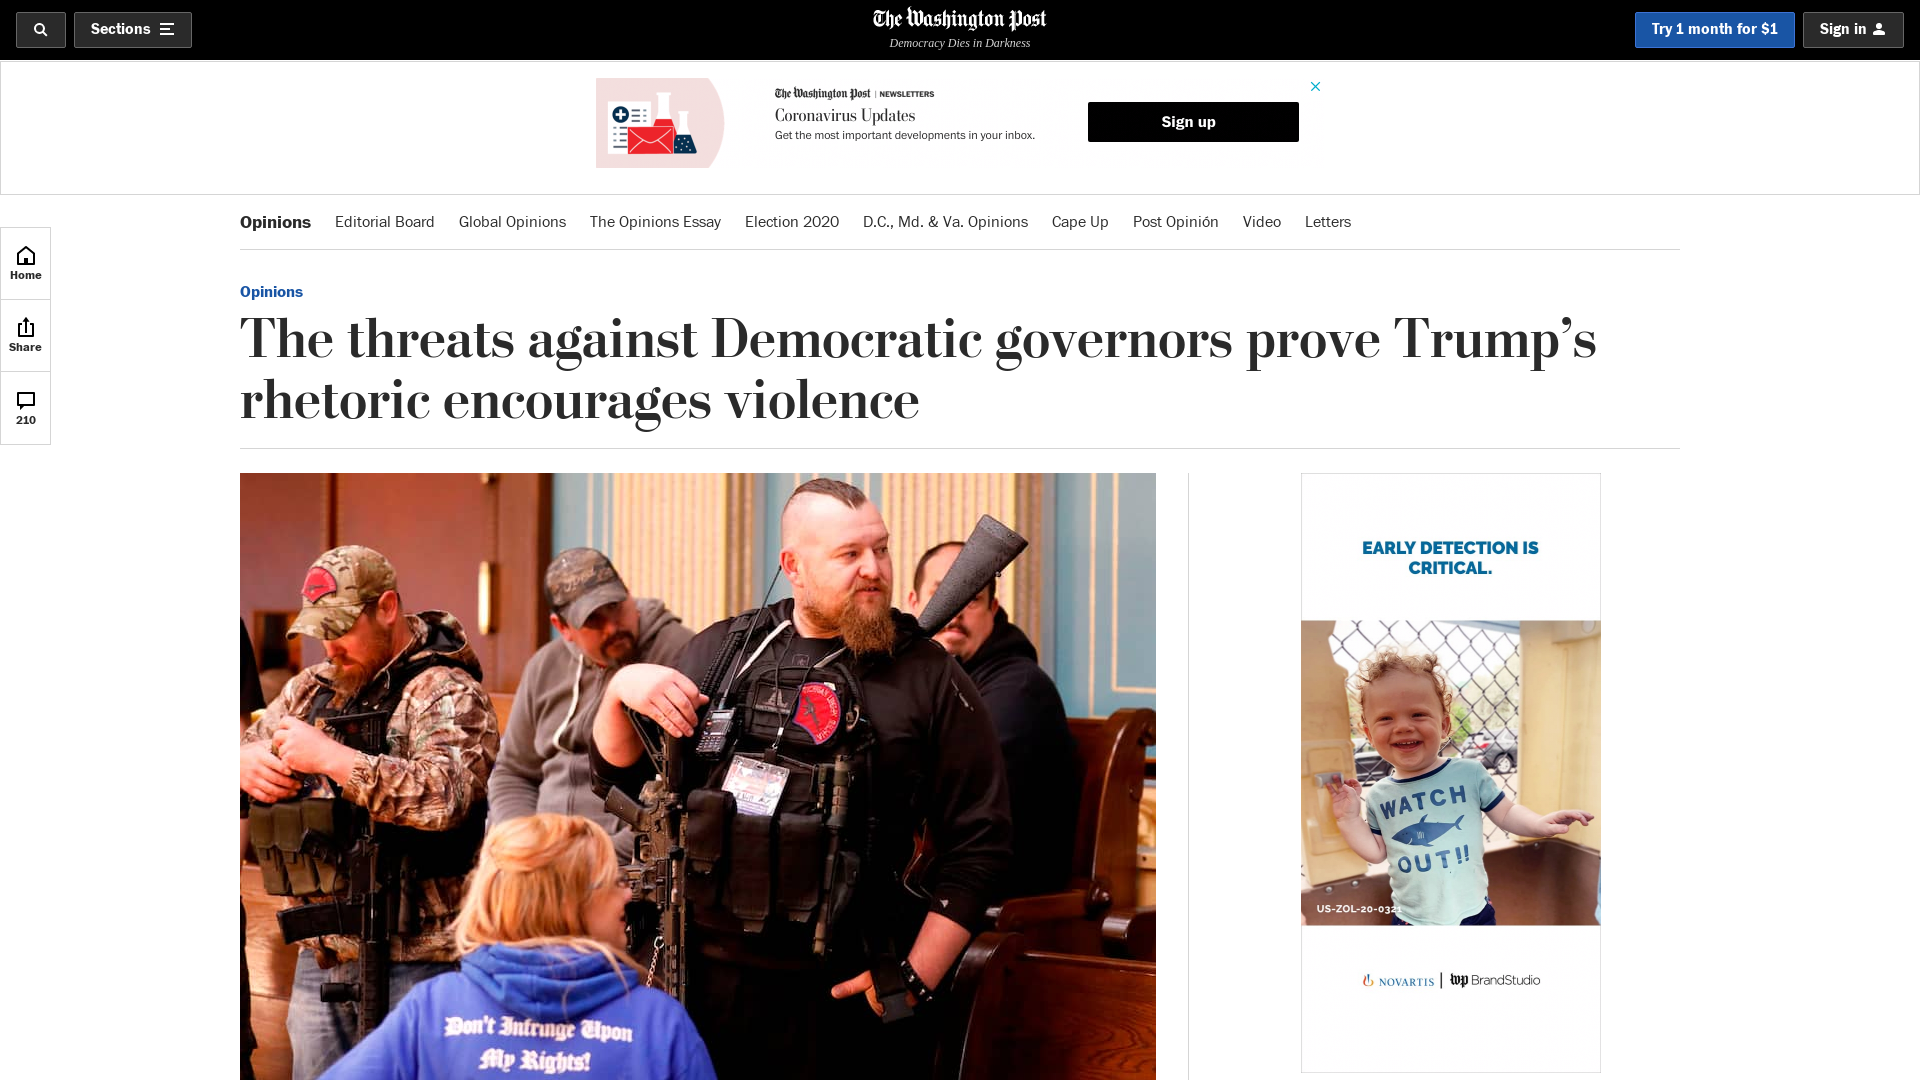 Sections
The Washington Post
Democracy Dies in Darkness
Try 1 month for $1
Sign in
The Washington Post | NEWSLETTERS
Coronavirus Updates
Get the most important developments in your inbox.
Sign up
Opinions
Editorial Board
Global Opinions
The Opinions Essay
Election 2020
D.C., Md. & Va. Opinions
Cape Up
Post Opinión
Video
Letters
Home
Share
210
Opinions
The threats against Democratic governors prove Trump’s
rhetoric encourages violence
Don't Infringe Upon
My Rights!
EARLY DETECTION IS
CRITICAL.
WATCH
OUT!!
US-ZOL-20-0321
NOVARTIS | wp BrandStudio